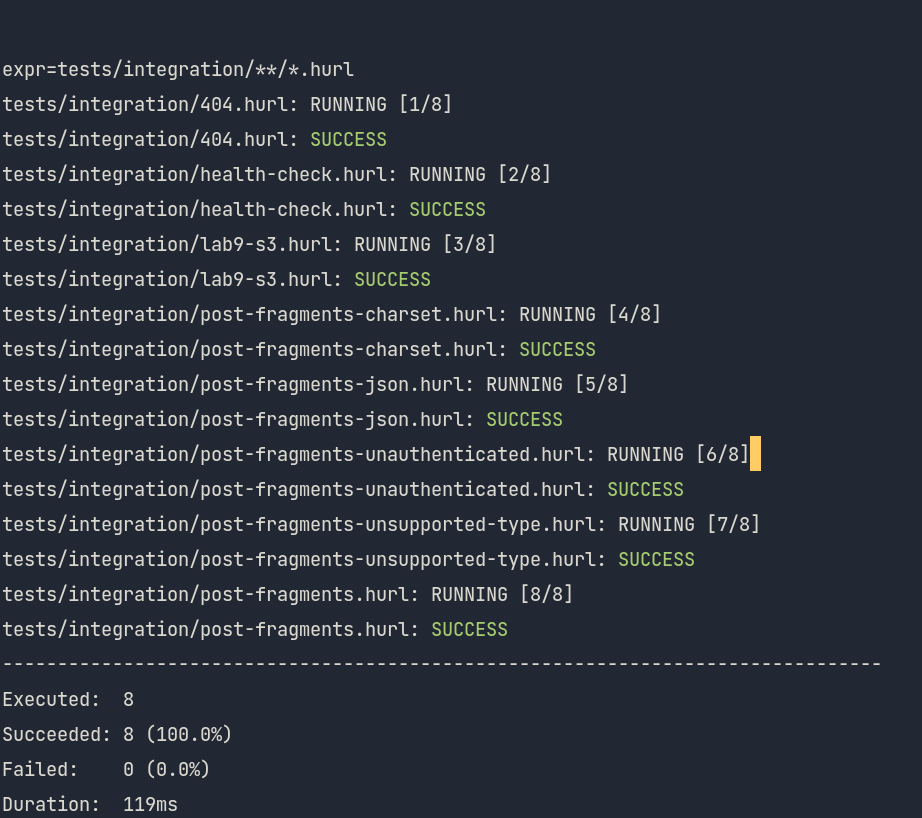 expr=tests/integration/**/*.hurl
tests/integration/404.hurl: RUNNING [1/8]
tests/integration/404.hurl: SUCCESS
tests/integration/health-check.hurl: RUNNING [2/8]
tests/integration/health-check.hurl: SUCCESS
tests/integration/lab9-s3.hurl: RUNNING [3/8]
tests/integration/lab9-s3.hurl: SUCCESS
tests/integration/post-fragments-charset.hurl: RUNNING [4/8]
tests/integration/post-fragments-charset.hurl: SUCCESS
tests/integration/post-fragments-json.hurl: RUNNING [5/8]
tests/integration/post-fragments-json.hurl: SUCCESS
tests/integration/post-fragments-unauthenticated.hurl: RUNNING [6/8]
tests/integration/post-fragments-unauthenticated.hurl: SUCCESS
tests/integration/post-fragments-unsupported-type.hurl: RUNNING [7/8]
tests/integration/post-fragments-unsupported-type.hurl: SUCCESS
tests/integration/post-fragments.hurl: RUNNING [8/8]
tests/integration/post-fragments.hurl: SUCCESS
--------------------------------------------------------------------------------
Executed:  8
Succeeded: 8 (100.0%)
Failed:    0 (0.0%)
Duration:  119ms